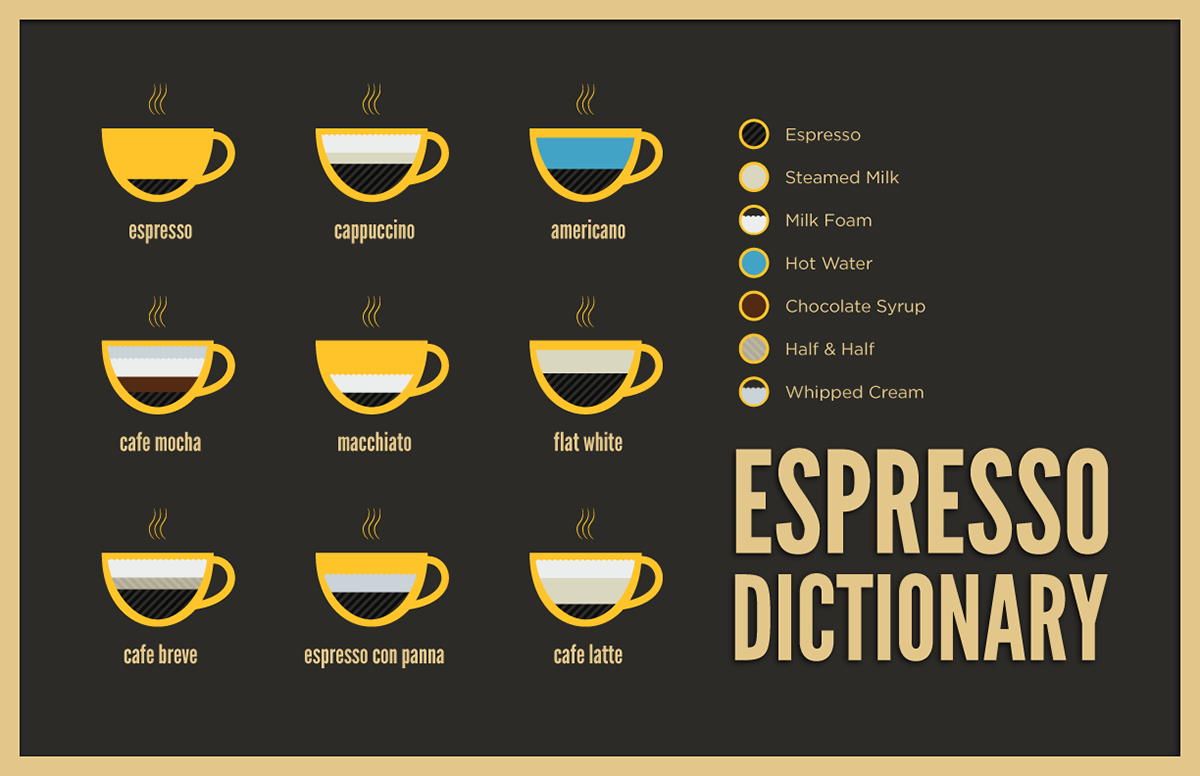 espresso
cappuccino
americano
cafe mocha
macchiato
flat white
cafe breve
espresso con panna
cafe latte
Espresso
Steamed Milk
Milk Foam
Hot Water
Chocolate Syrup
Half & Half
Whipped Cream
ESPRESSO
DICTIONARY